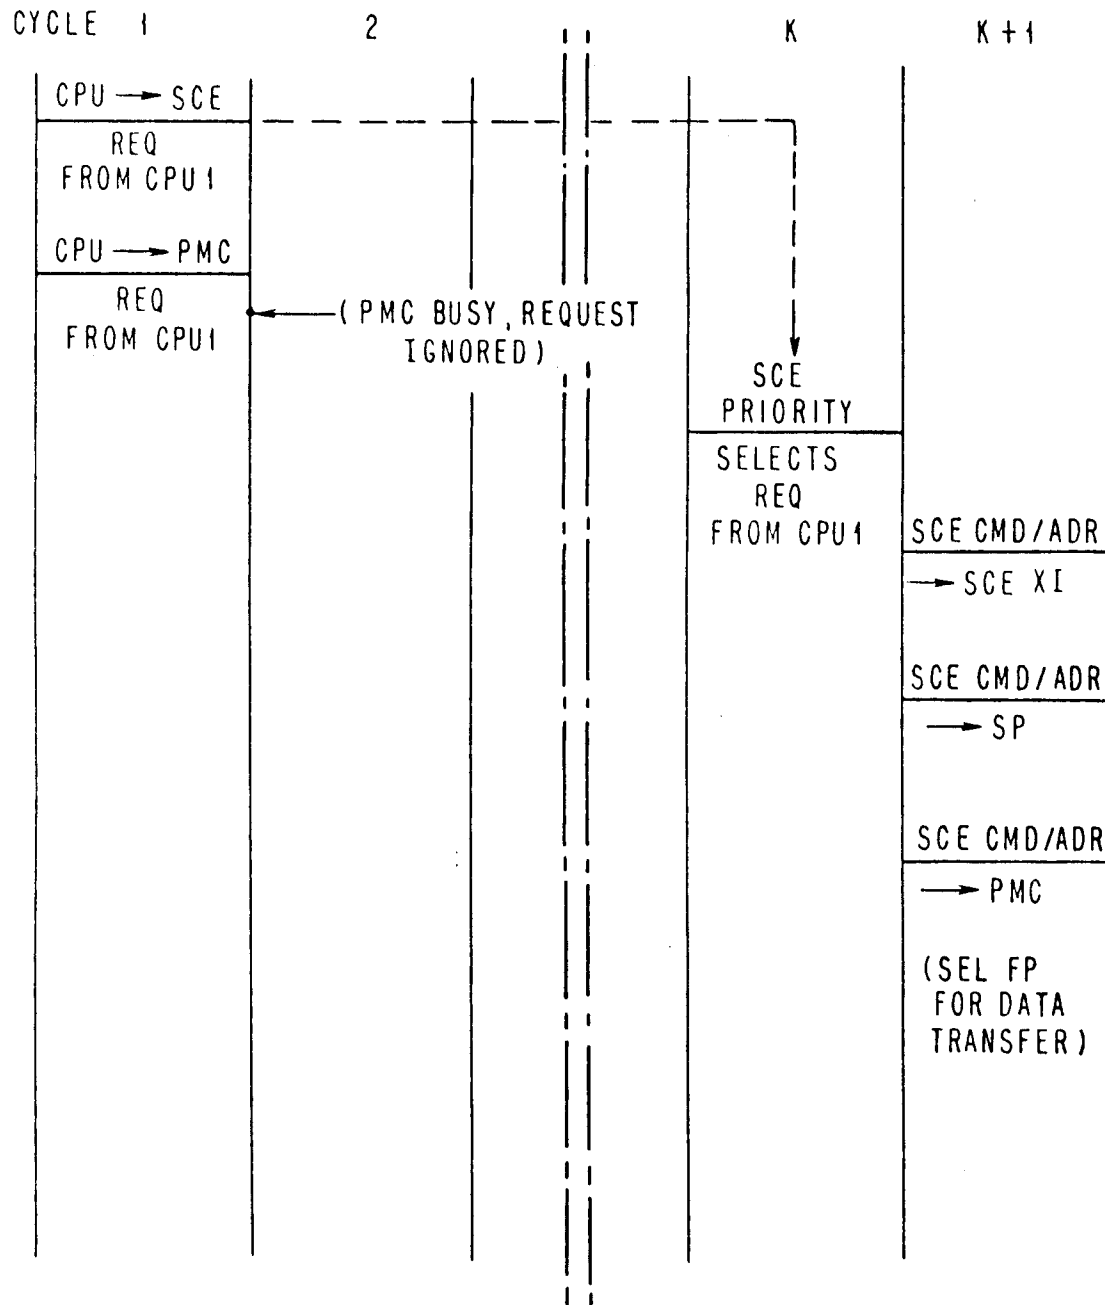 CYCLE 1 2 K K+1
CPU → SCE
REQ
FROM CPU1
CPU → PMC
REQ
FROM CPU1
(PMC BUSY, REQUEST
IGNORED)
SCE
PRIORITY
SELECTS
REQ
FROM CPU1
SCE CMD/ADR
→ SCE XI
SCE CMD/ADR
→ SP
SCE CMD/ADR
→ PMC
(SEL FP
FOR DATA
TRANSFER)